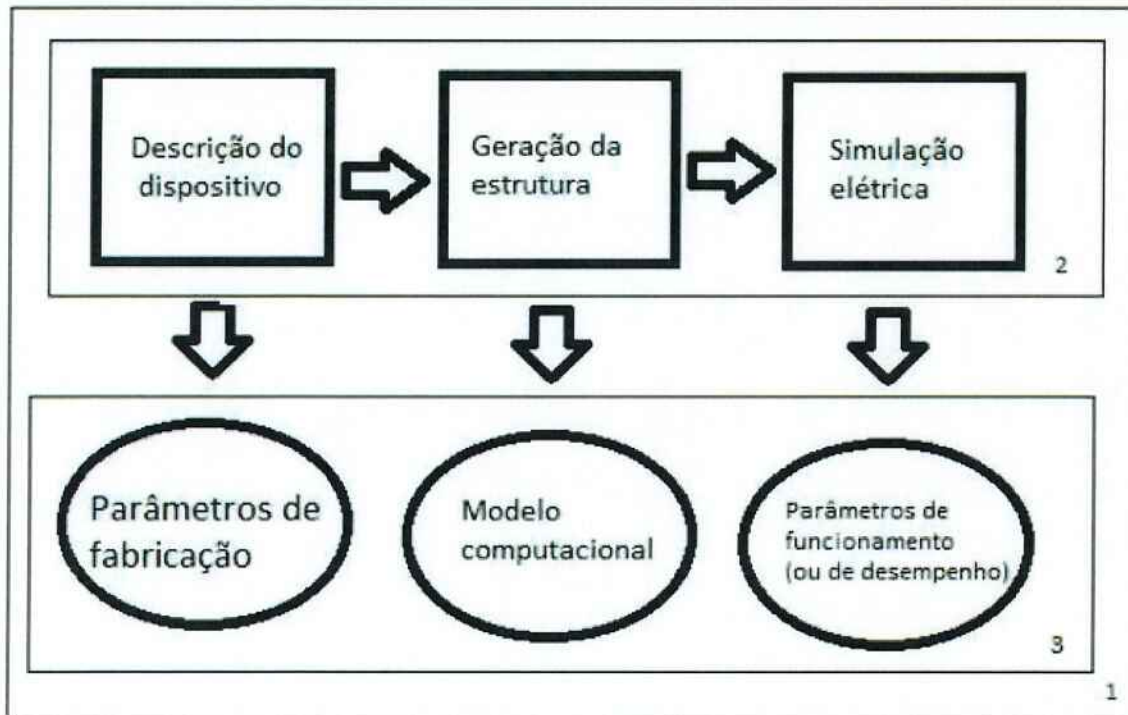 Descrição do
dispositivo
Geração da
estrutura
Simulação
elétrica
2
Parâmetros de
fabricação
Modelo
computacional
Parâmetros de
funcionamento
(ou de desempenho)
3
1